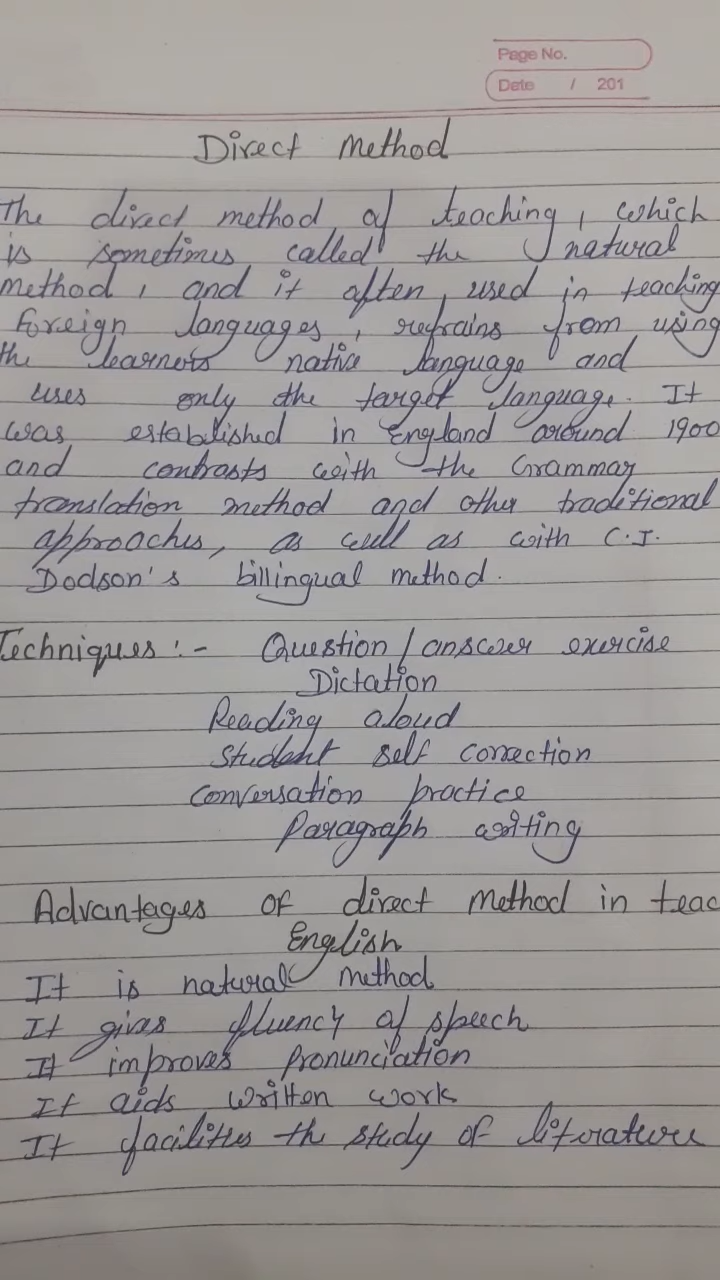 Page No.
Date / 201
Direct Method
The direct method of teaching, which
is sometimes called the natural
method, and it often, used in teaching
foreign languages, refrains from using
the learners native language and
uses only the target language. It
was established in England around 1900
and contrasts with the Grammar
translation method and other traditional
approaches, as well as with C.J.
Dodson's billingual method.
Techniques :- Question / answer exercise
Dictation
Reading aloud
Student self correction
Conversation practice
Paragraph writing
Advantages of direct method in teac
English
It is natural method
It gives fluency of speech
It improves Pronunciation
It aids written work
It facilities the study of literature